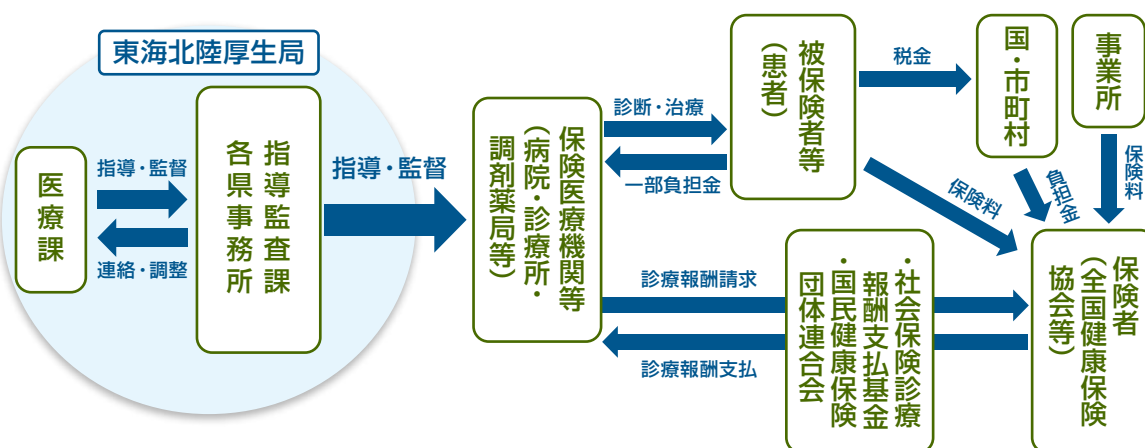 東海北陸厚生局
医療課
指導・監督
連絡・調整
指導監査課
各県事務所
指導・監督
保険医療機関等
（病院・診療所・
調剤薬局等）
診断・治療
一部負担金
被保険者等
（患者）
税金
国・市町村
事業所
保険料
負担金
保険料
診療報酬請求
診療報酬支払
・社会保険診療
報酬支払基金
・国民健康保険
団体連合会
保険者
（全国健康保険
協会等）